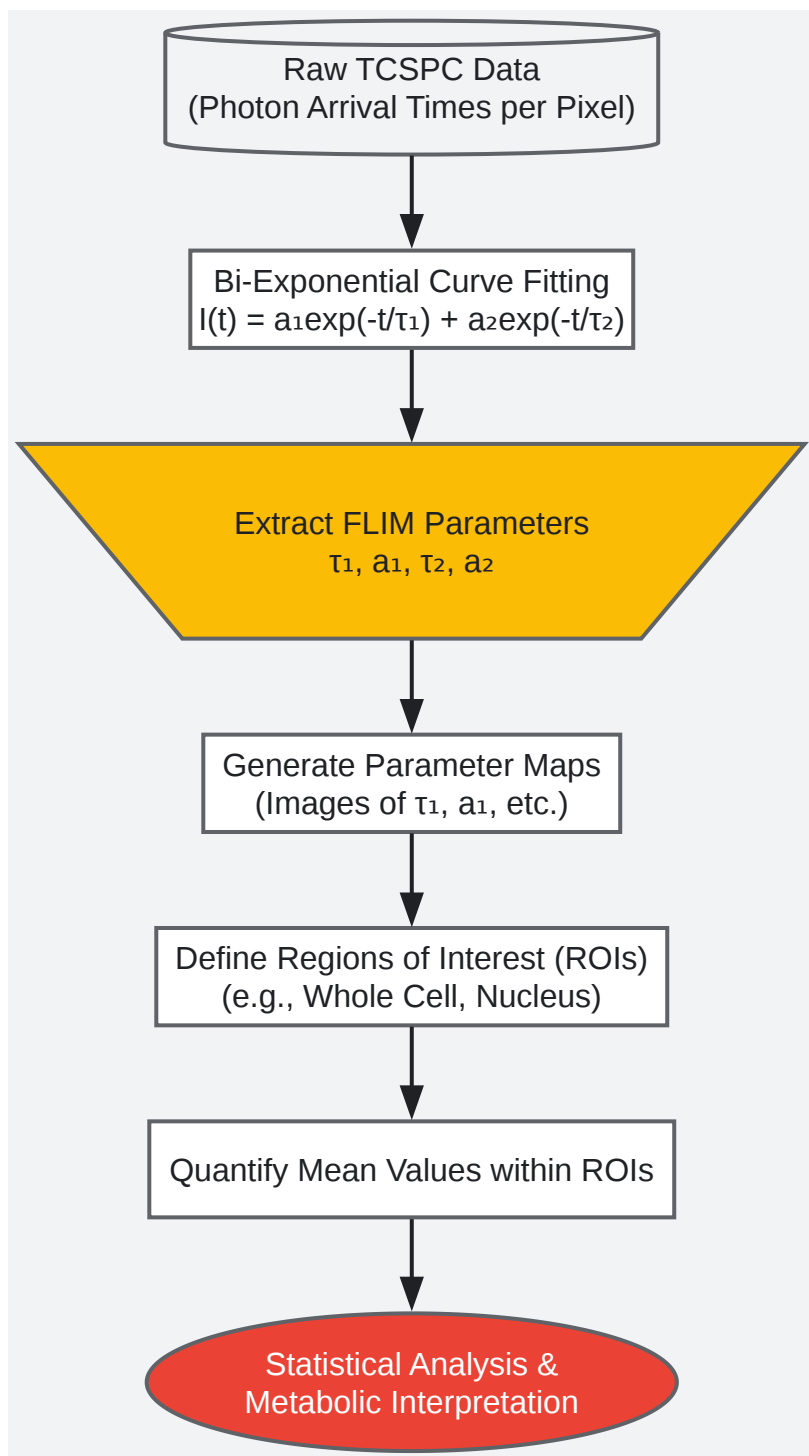 Raw TCSPC Data
(Photon Arrival Times per Pixel)
Bi-Exponential Curve Fitting
I(t) = a₁exp(-t/τ₁) + a₂exp(-t/τ₂)
Extract FLIM Parameters
τ₁, a₁, τ₂, a₂
Generate Parameter Maps
(Images of τ₁, a₁, etc.)
Define Regions of Interest (ROIs)
(e.g., Whole Cell, Nucleus)
Quantify Mean Values within ROIs
Statistical Analysis &
Metabolic Interpretation